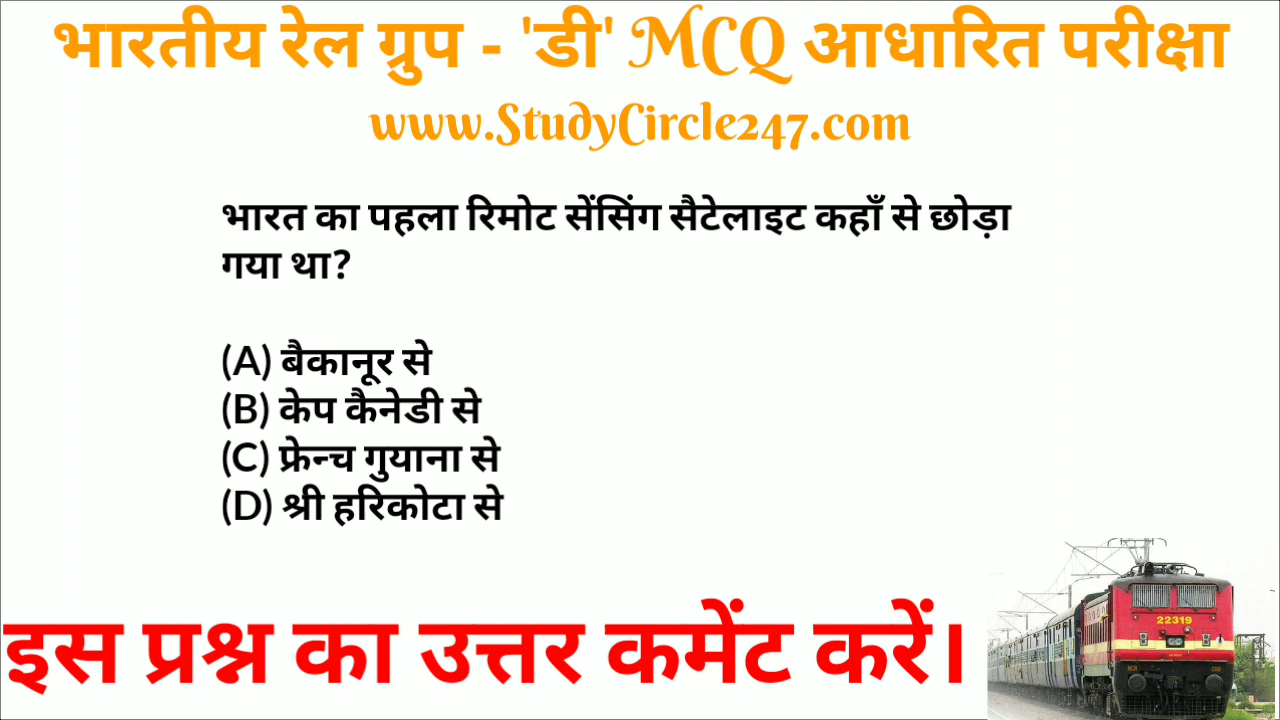 भारतीय रेल ग्रुप - 'डी' MCQ आधारित परीक्षा
www.StudyCircle247.com
भारत का पहला रिमोट सेंसिंग सैटेलाइट कहाँ से छोड़ा
गया था?
(A) बैकानूर से
(B) केप कैनेडी से
(C) फ्रेन्च गुयाना से
(D) श्री हरिकोटा से
22319
इस प्रश्न का उत्तर कमेंट करें।